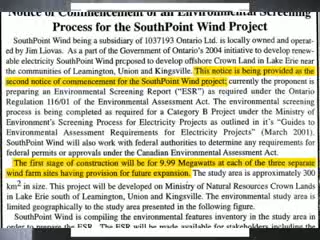 Notice of Commencement of an Environmental Screening
Process for the SouthPoint Wind Project
SouthPoint Wind being a subsidiary of 1037193 Ontario Ltd. is locally owned and operat-
ed by Jim Liovas. As a part of the Government of Ontario's 2004 initiative to develop renew-
able electricity SouthPoint Wind proposed to develop offshore Crown Land in Lake Erie near
the communities of Leamington, Union and Kingsville. This notice is being provided as the
second notice of commencement for the SouthPoint Project; currently the proponent is
preparing an Environmental Screening Report ("ESR") as required under the Ontario
Regulation 116/01 of the Environmental Assessment Act. The environmental screening
process is being completed as required for a Category B Project under the Ministry of
Environment's Screening Process for Electricity Projects as outlined in it's "Guides to
Environmental Assessment Requirements for Electricity Projects" (March 2001).
SouthPoint Wind will also work with federal authorities to determine any requirements for
federal permits or approvals under the Canadian Environmental Assessment Act.
The first stage of construction will be for 9.99 Megawatts at each of the three separate
wind farm sites having provision for future expansion. The study area is approximately 300
km² in size. This project will be developed on Ministry of Natural Resources Crown Lands
in Lake Erie south of Leamington, Union and Kingsville. The environmental study area is
limited geographically to the study area presented in the following figure.
SouthPoint Wind is compiling the environmental features inventory in the study area in
order to prepare the ESR. The ESR will be made available for stakeholders including the